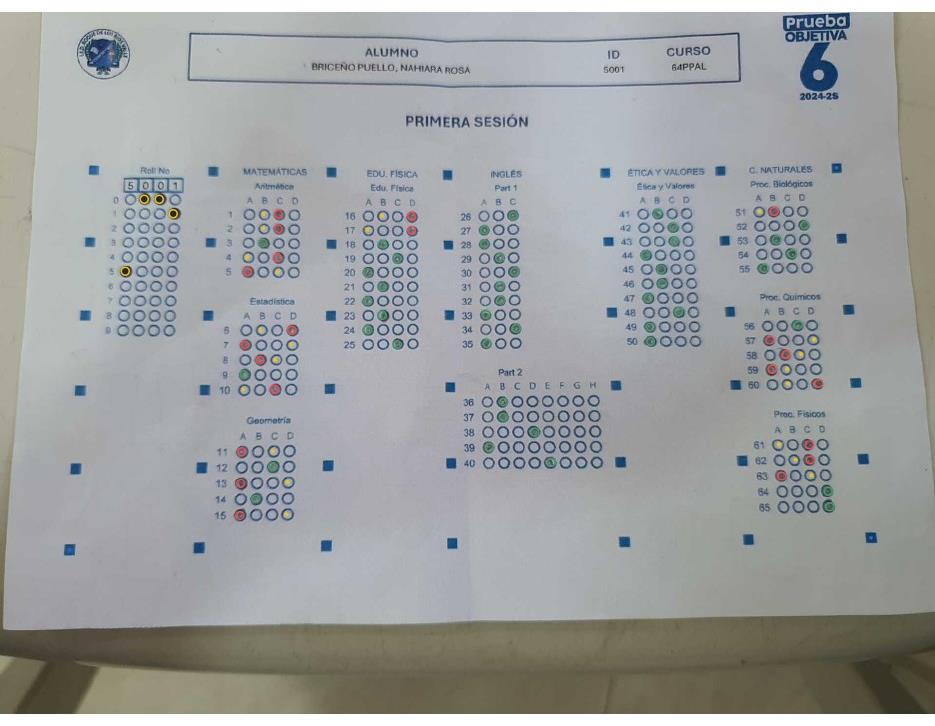 I.E.D. RODRE DE LOS RIOS VALLE
Prueba
OBJETIVA
6
2024-2S
ALUMNO ID CURSO
BRICEÑO PUELLO, NAHIARA ROSA 5001 64PPAL
PRIMERA SESIÓN
Roll No
5 0 0 1
0
1
2
3
4
5
6
7
8
9
MATEMÁTICAS
Aritmética
A B C D
1
2
3
4
5
Estadística
A B C D
6
7
8
9
10
Geometría
A B C D
11
12
13
14
15
EDU. FÍSICA
Edu. Física
A B C D
16
17
18
19
20
21
22
23
24
25
INGLÉS
Part 1
A B C
26
27
28
29
30
31
32
33
34
35
Part 2
A B C D E F G H
36
37
38
39
40
ÉTICA Y VALORES
Ética y Valores
A B C D
41
42
43
44
45
46
47
48
49
50
C. NATURALES
Proc. Biológicos
A B C D
51
52
53
54
55
Proc. Químicos
A B C D
56
57
58
59
60
Proc. Físicos
A B C D
61
62
63
64
65